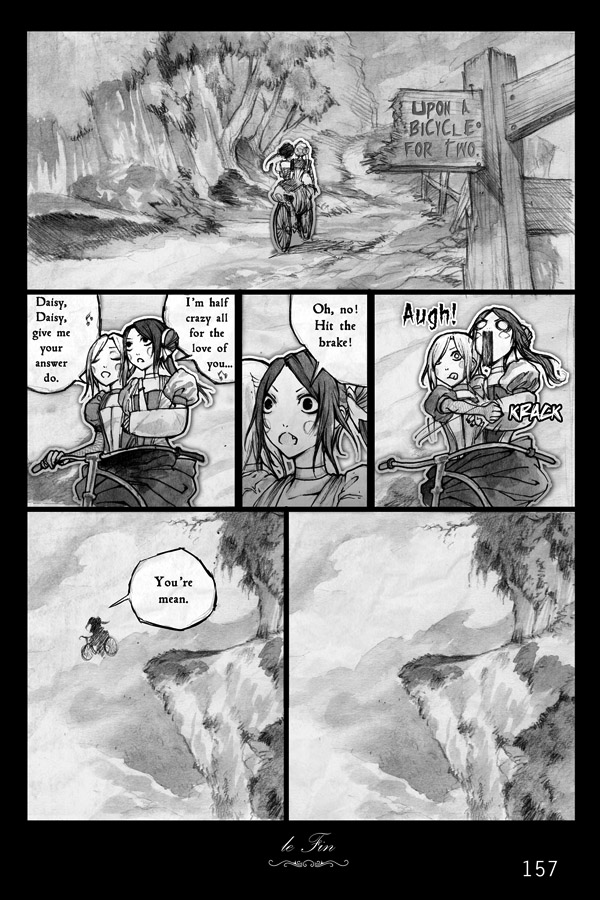 UPON A
BICYCLE
FOR TWO.
Daisy,
Daisy,
give me
your
answer
do.
I'm half
crazy all
for the
love of
you...
Oh, no!
Hit the
brake!
Augh!
KRACK
You're
mean.
le Fin
157